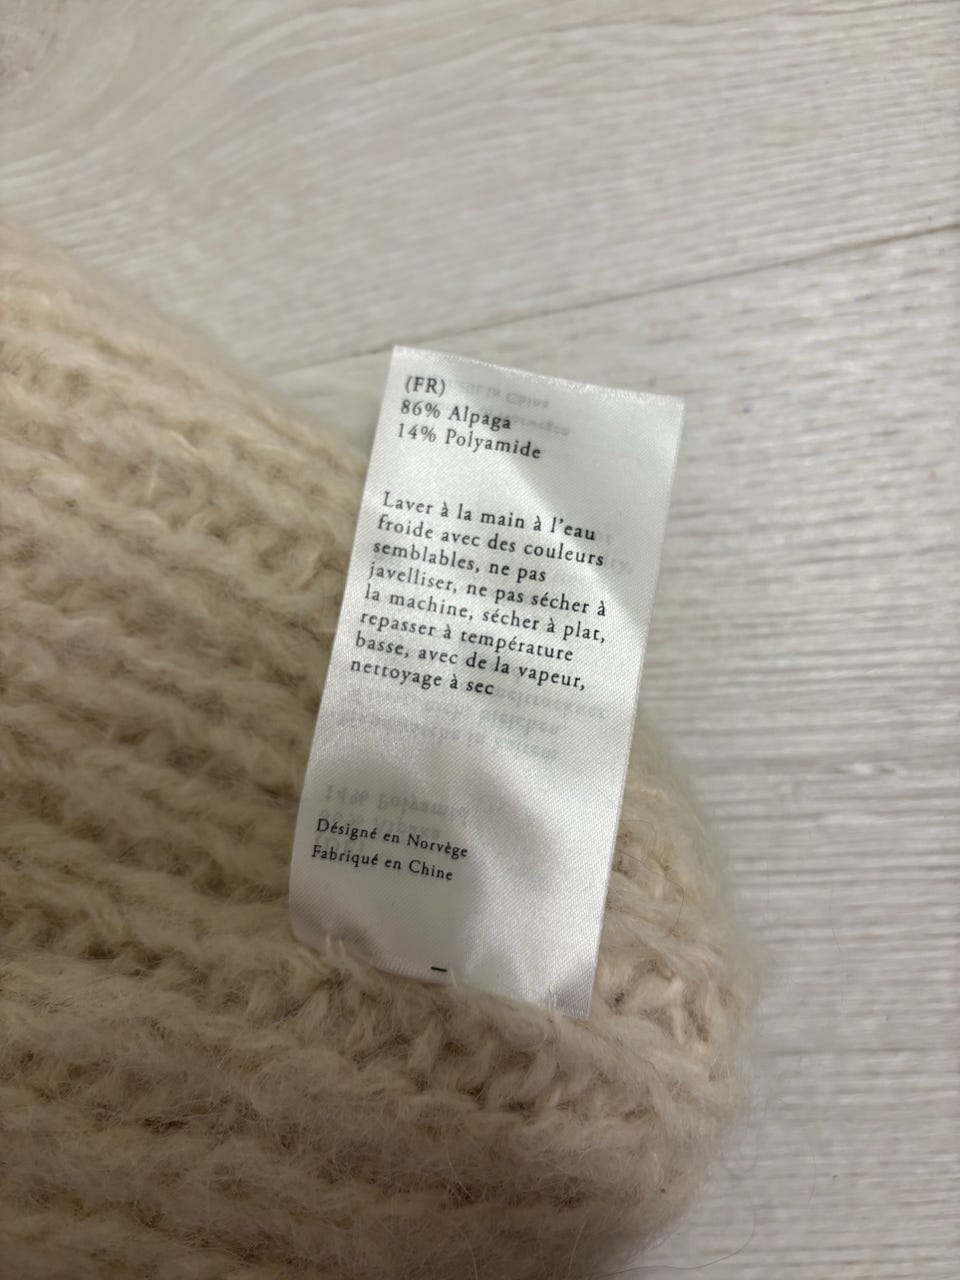 (FR)
86% Alpaga
14% Polyamide
Laver à la main à l'eau
froide avec des couleurs
semblables, ne pas
javelliser, ne pas sécher à
la machine, sécher à plat,
repasser à température
basse, avec de la vapeur,
nettoyage à sec
Désigné en Norvège
Fabriqué en Chine